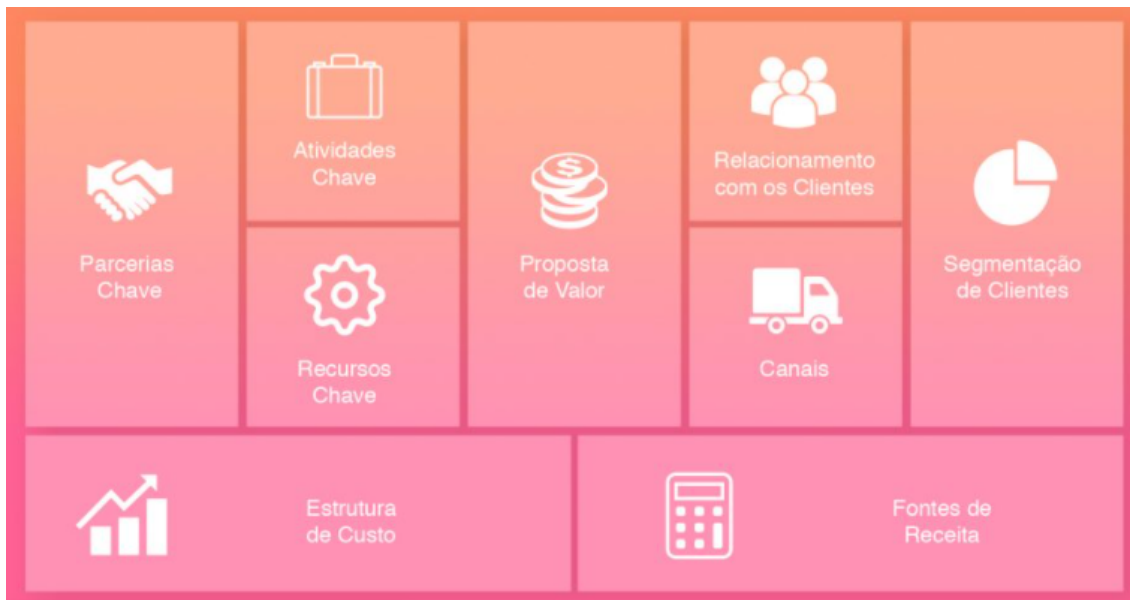 Parcerias
Chave
Atividades
Chave
Recursos
Chave
Proposta
de Valor
Relacionamento
com os Clientes
Canais
Segmentação
de Clientes
Estrutura
de Custo
Fontes de
Receita